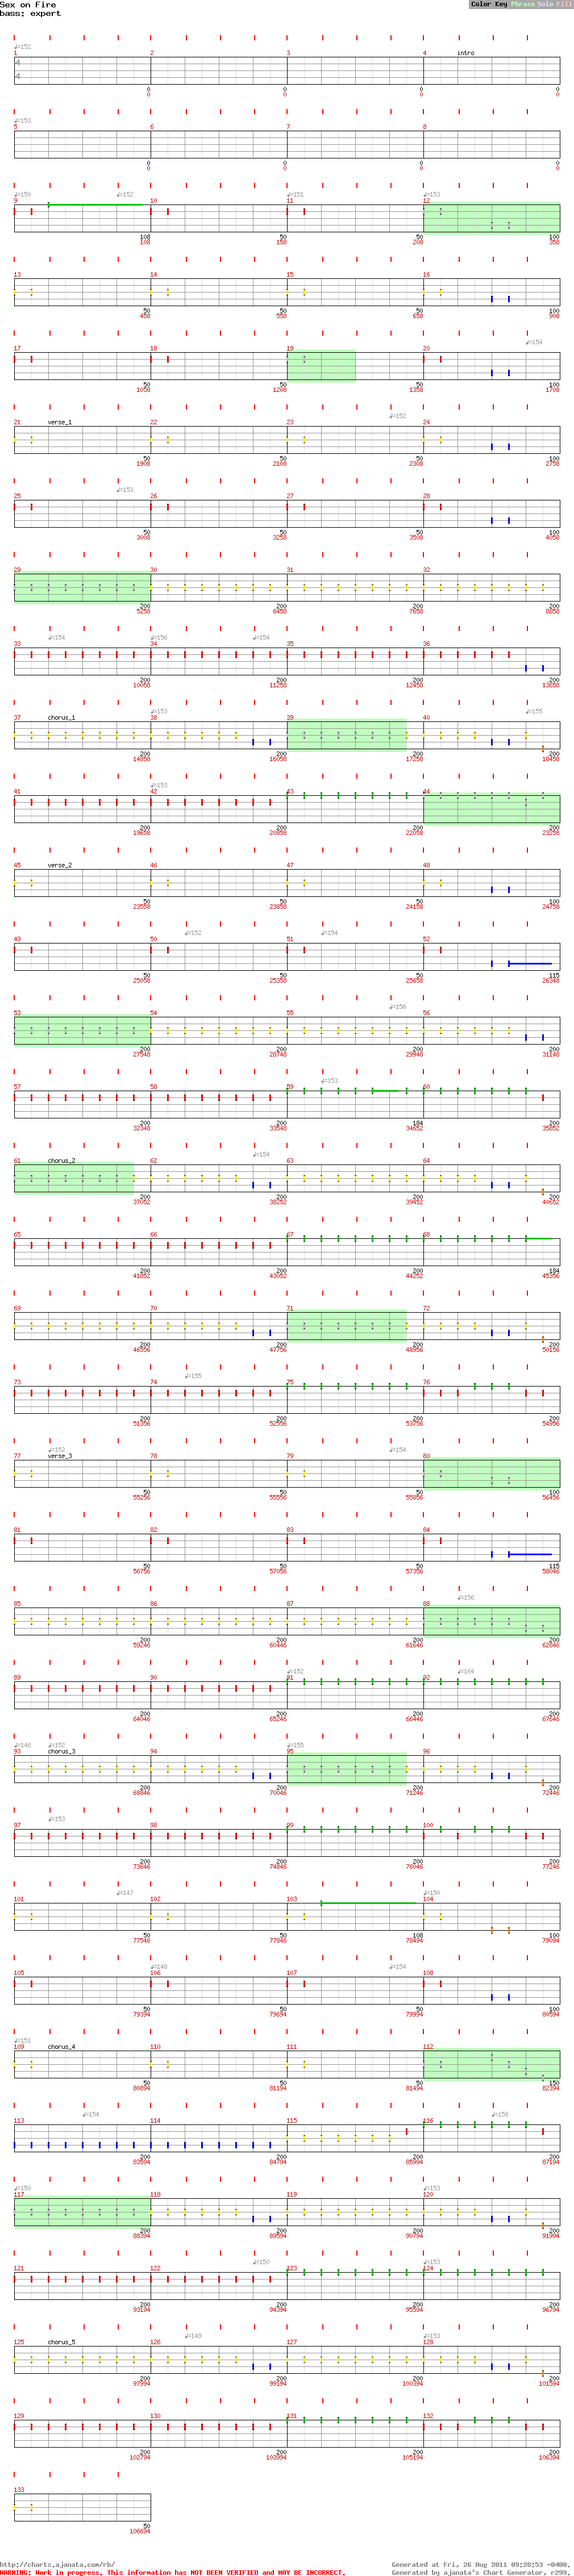 Sex on Fire
Color Key Phrase Solo Fill
bass: expert
♩=152
1 2 3 4 intro
4
4
0 0 0 0
0 0 0 0
♩=153
5 6 7 8
0 0 0 0
0 0 0 0
♩=150 ♩=152 ♩=151 ♩=153
9 10 11 12
108 50 50 100
108 158 208 358
13 14 15 16
50 50 50 100
458 558 658 908
♩=154
17 18 19 20
50 50 50 100
1058 1208 1358 1708
♩=152
21 verse_1 22 23 24
50 50 50 100
1908 2108 2308 2758
♩=153
25 26 27 28
50 50 50 100
3008 3258 3508 4058
29 30 31 32
200 200 200 200
5258 6458 7658 8858
♩=154 ♩=156 ♩=154
33 34 35 36
200 200 200 200
10058 11258 12458 13658
♩=153 ♩=155
37 chorus_1 38 39 40
200 200 200 200
14858 16058 17258 18458
♩=153
41 42 43 44
200 200 200 200
19658 20858 22058 23258
45 verse_2 46 47 48
50 50 50 100
23558 23858 24158 24758
♩=152 ♩=154
49 50 51 52
50 50 50 115
25058 25358 25658 26348
♩=156
53 54 55 56
200 200 200 200
27548 28748 29948 31148
♩=153
57 58 59 60
200 200 184 200
32348 33548 34652 35852
♩=154
61 chorus_2 62 63 64
200 200 200 200
37052 38252 39452 40652
65 66 67 68
200 200 200 184
41852 43052 44252 45356
69 70 71 72
200 200 200 200
46556 47756 48956 50156
♩=155
73 74 75 76
200 200 200 200
51356 52556 53756 54956
♩=152 ♩=154
77 verse_3 78 79 80
50 50 50 100
55256 55556 55856 56456
81 82 83 84
50 50 50 115
56756 57056 57356 58046
♩=156
85 86 87 88
200 200 200 200
59246 60446 61646 62846
♩=152 ♩=164
89 90 91 92
200 200 200 200
64046 65246 66446 67646
♩=146 ♩=152 ♩=155
93 chorus_3 94 95 96
200 200 200 200
68846 70046 71246 72446
♩=153
97 98 99 100
200 200 200 200
73646 74846 76046 77246
♩=147 ♩=150
101 102 103 104
50 50 108 100
77546 77846 78494 79094
♩=148 ♩=154
105 106 107 108
50 50 50 100
79394 79694 79994 80594
♩=151
109 chorus_4 110 111 112
50 50 50 150
80894 81194 81494 82394
♩=154 ♩=158
113 114 115 116
200 200 200 200
83594 84794 85994 87194
♩=150 ♩=153
117 118 119 120
200 200 200 200
88394 89594 90794 91994
♩=150 ♩=153
121 122 123 124
200 200 200 200
93194 94394 95594 96794
♩=149 ♩=153
125 chorus_5 126 127 128
200 200 200 200
97994 99194 100394 101594
129 130 131 132
200 200 200 200
102794 103994 105194 106394
133
50
106694
http://charts.ajanata.com/rb/
Generated at Fri, 26 Aug 2011 09:28:53 -0400.
WARNING: Work in progress. This information has NOT BEEN VERIFIED and MAY BE INCORRECT.
Generated by ajanata's Chart Generator, r299.